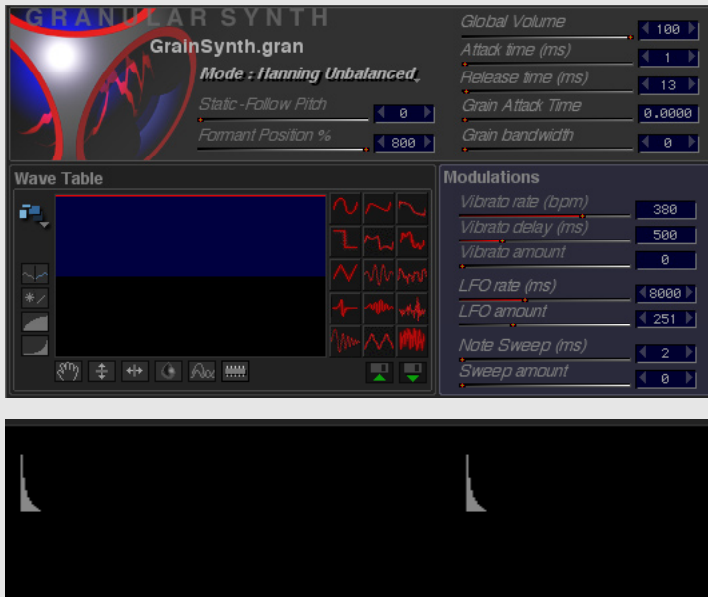 GRANULAR SYNTH
GrainSynth.gran
Mode : Hanning Unbalanced
Static-Follow Pitch 0
Formant Position % 800
Global Volume 100
Attack time (ms) 1
Release time (ms) 13
Grain Attack Time 0.0000
Grain bandwidth 0
Wave Table
Modulations
Vibrato rate (bpm) 380
Vibrato delay (ms) 500
Vibrato amount 0
LFO rate (ms) 8000
LFO amount 251
Note Sweep (ms) 2
Sweep amount 0